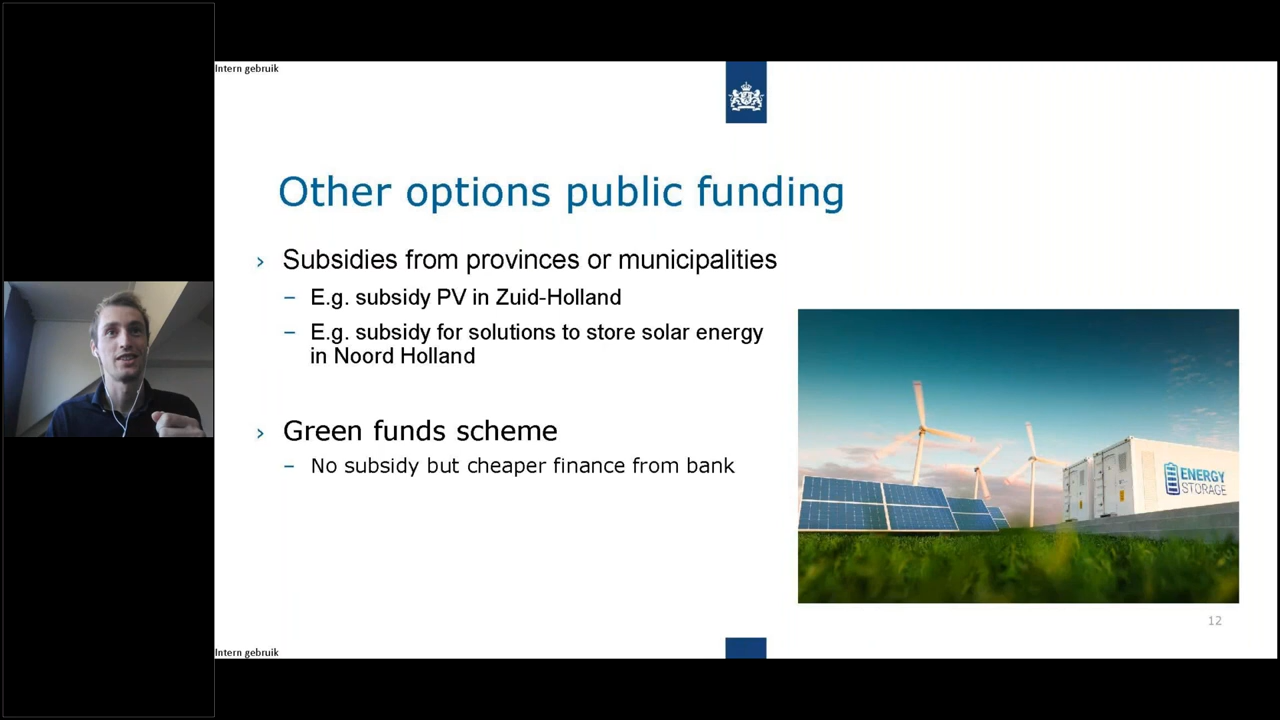 Intern gebruik
Other options public funding
› Subsidies from provinces or municipalities
– E.g. subsidy PV in Zuid-Holland
– E.g. subsidy for solutions to store solar energy
in Noord Holland
› Green funds scheme
– No subsidy but cheaper finance from bank
ENERGY
STORAGE
12
Intern gebruik